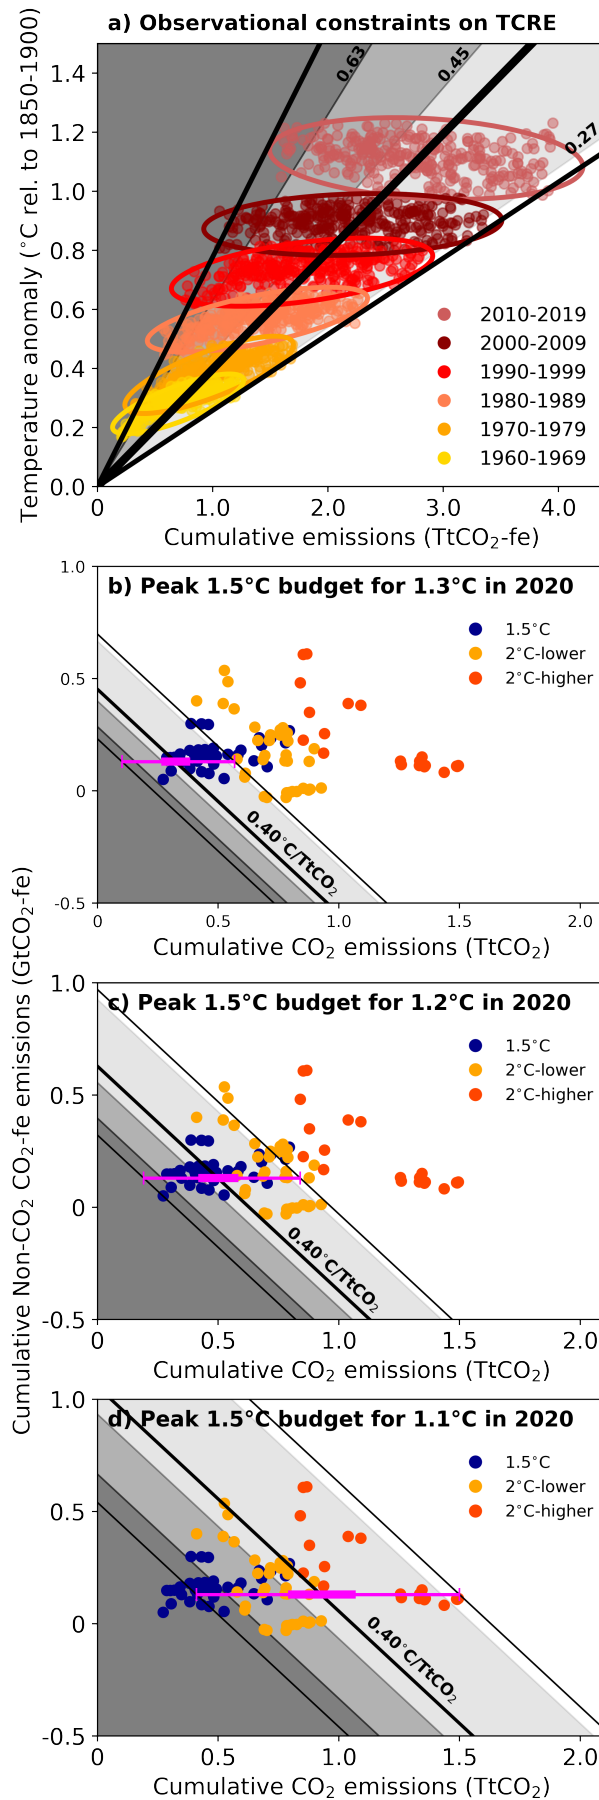 a) Observational constraints on TCRE
Temperature anomaly (˚C rel. to 1850-1900)
1.4
1.2
1.0
0.8
0.6
0.4
0.2
0.0
0.63
0.45
0.27
2010-2019
2000-2009
1990-1999
1980-1989
1970-1979
1960-1969
0 1.0 2.0 3.0 4.0
Cumulative emissions (TtCO₂-fe)
Cumulative Non-CO₂ CO₂-fe emissions (GtCO₂-fe)
b) Peak 1.5°C budget for 1.3°C in 2020
1.0
0.5
0
-0.5
1.5°C
2˚C-lower
2˚C-higher
0.40˚C/TtCO₂
0 0.5 1.0 1.5 2.0
Cumulative CO₂ emissions (TtCO₂)
c) Peak 1.5°C budget for 1.2°C in 2020
1.0
0.5
0
-0.5
1.5˚C
2˚C-lower
2˚C-higher
0.40˚C/TtCO₂
0 0.5 1.0 1.5 2.0
Cumulative CO₂ emissions (TtCO₂)
d) Peak 1.5°C budget for 1.1°C in 2020
1.0
0.5
0
-0.5
1.5˚C
2˚C-lower
2˚C-higher
0.40˚C/TtCO₂
0 0.5 1.0 1.5 2.0
Cumulative CO₂ emissions (TtCO₂)